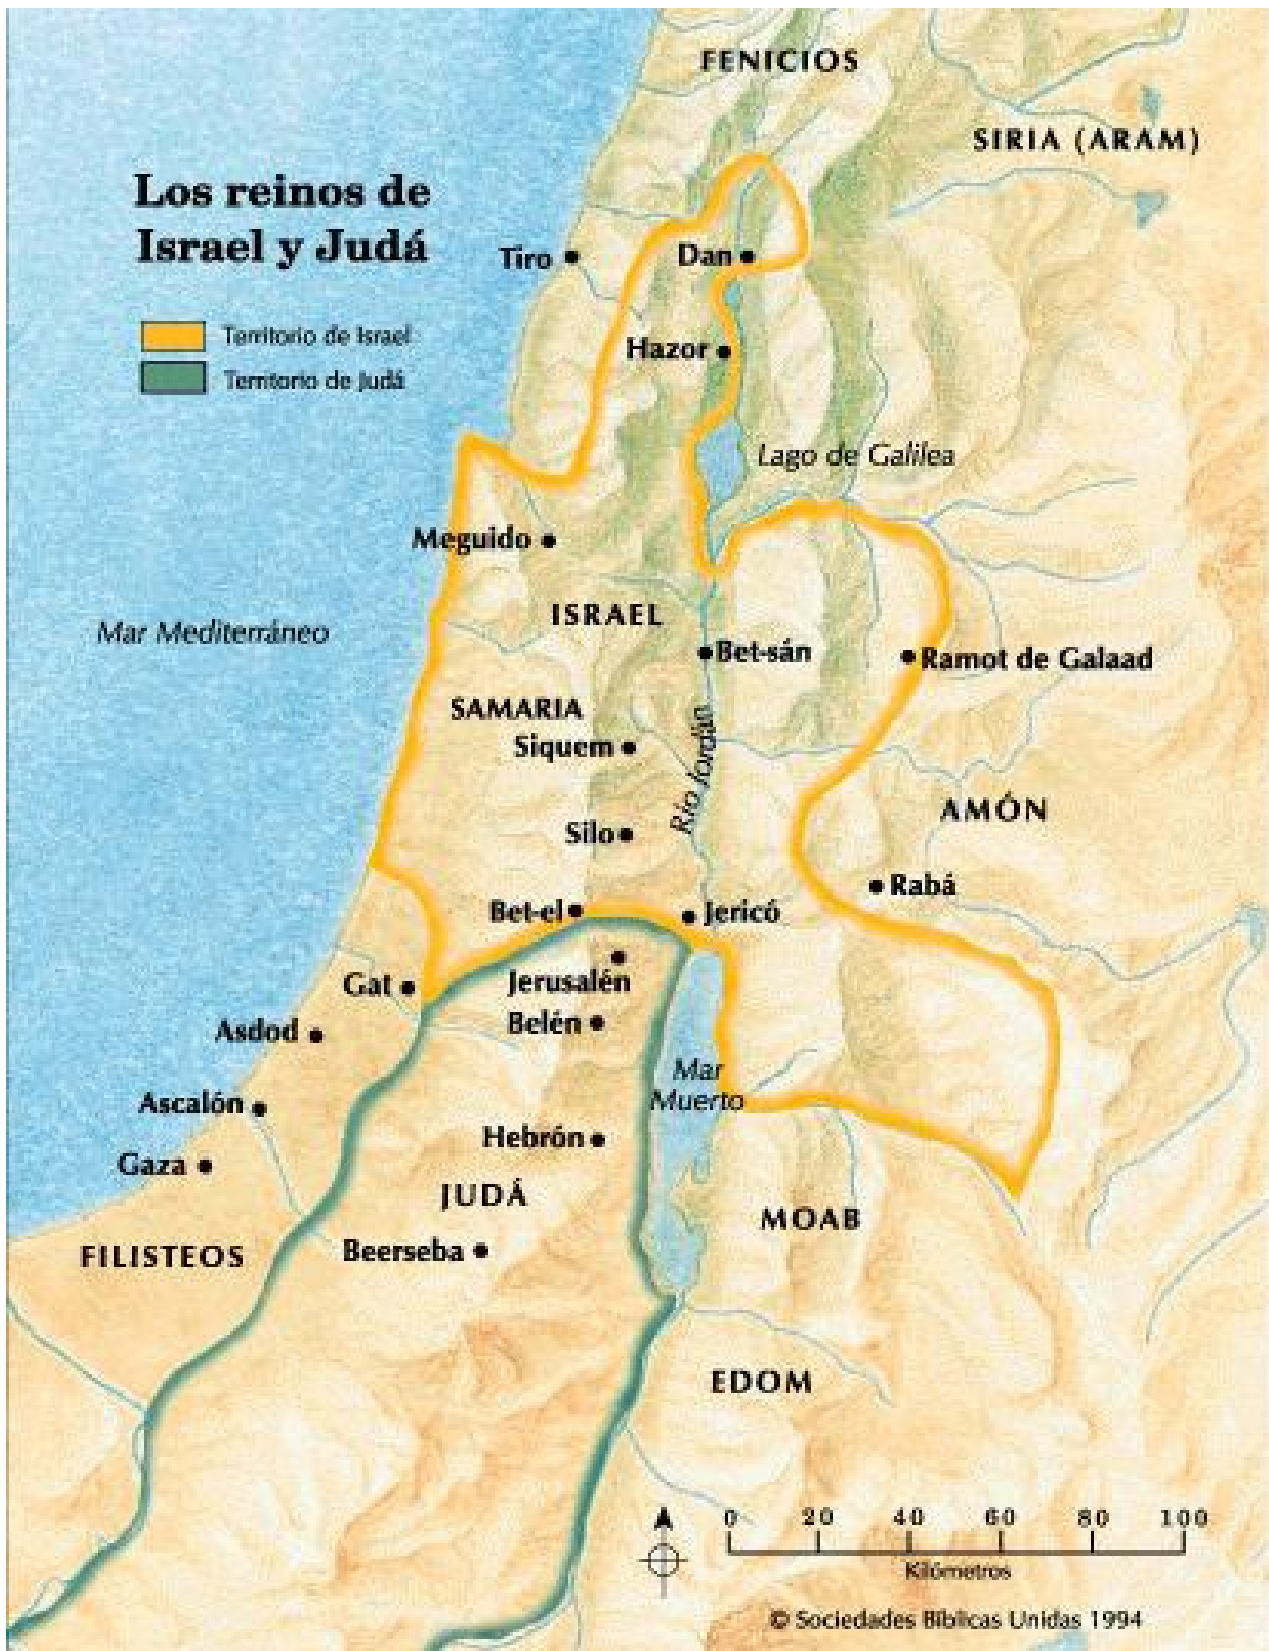 FENICIOS
SIRIA (ARAM)
Los reinos de
Israel y Judá
Tiro
Dan
Territorio de Israel
Hazor
Territorio de Judá
Lago de Galilea
Meguido
ISRAEL
Mar Mediterráneo
Bet-sán
Ramot de Galaad
SAMARIA
Siquem
Río Jordán
AMÓN
Silo
Rabá
Bet-el
Jericó
Jerusalén
Gat
Belén
Asdod
Mar
Muerto
Ascalón
Hebrón
Gaza
JUDÁ
MOAB
Beerseba
FILISTEOS
EDOM
0 20 40 60 80 100
Kilómetros
© Sociedades Bíblicas Unidas 1994